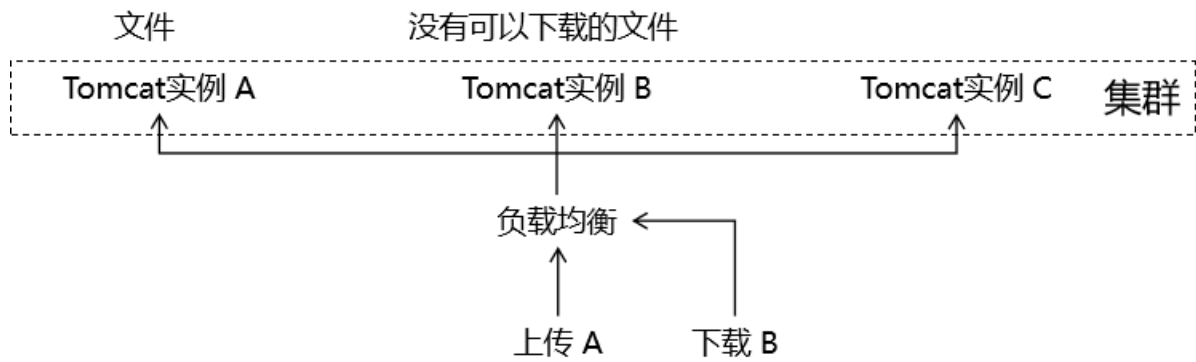 文件
没有可以下载的文件
Tomcat实例 A
Tomcat实例 B
Tomcat实例 C
集群
负载均衡
上传 A
下载 B